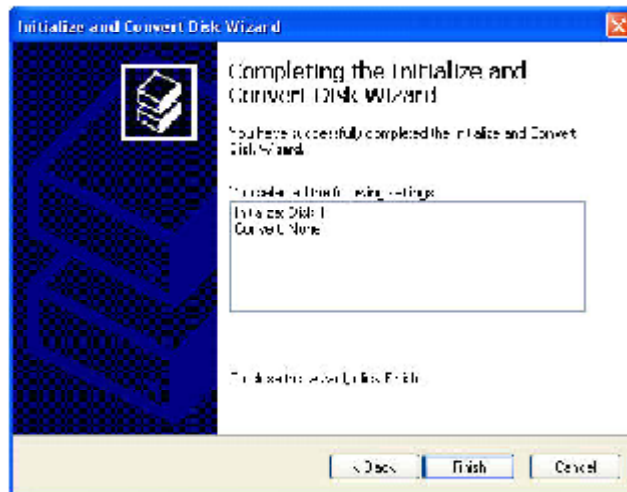 Initialize and Convert Disk Wizard
Completing the Initialize and
Convert Disk Wizard
You have successfully completed the Initialize and Convert
Disk Wizard.
You selected the following settings:
Initialize: Disk 1
Convert: None
To close this wizard, click Finish.
< Back
Finish
Cancel